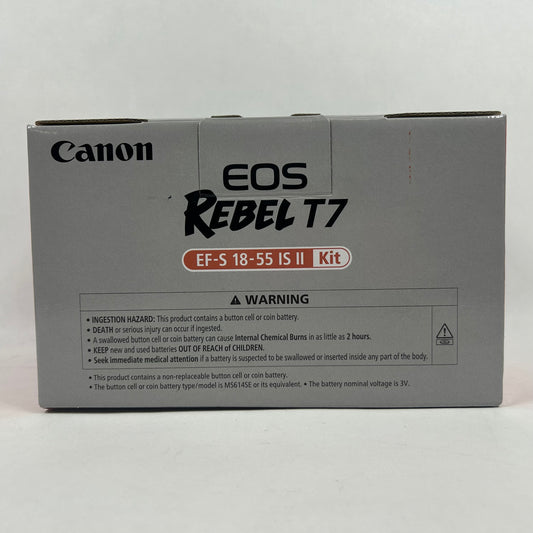 Canon
EOS
REBEL T7
EF-S 18-55 IS II Kit
⚠ WARNING
• INGESTION HAZARD: This product contains a button cell or coin battery.
• DEATH or serious injury can occur if ingested.
• A swallowed button cell or coin battery can cause Internal Chemical Burns in as little as 2 hours.
• KEEP new and used batteries OUT OF REACH of CHILDREN.
• Seek immediate medical attention if a battery is suspected to be swallowed or inserted inside any part of the body.
• This product contains a non-replaceable button cell or coin battery.
• The button cell or coin battery type/model is MS614SE or its equivalent. • The battery nominal voltage is 3V.